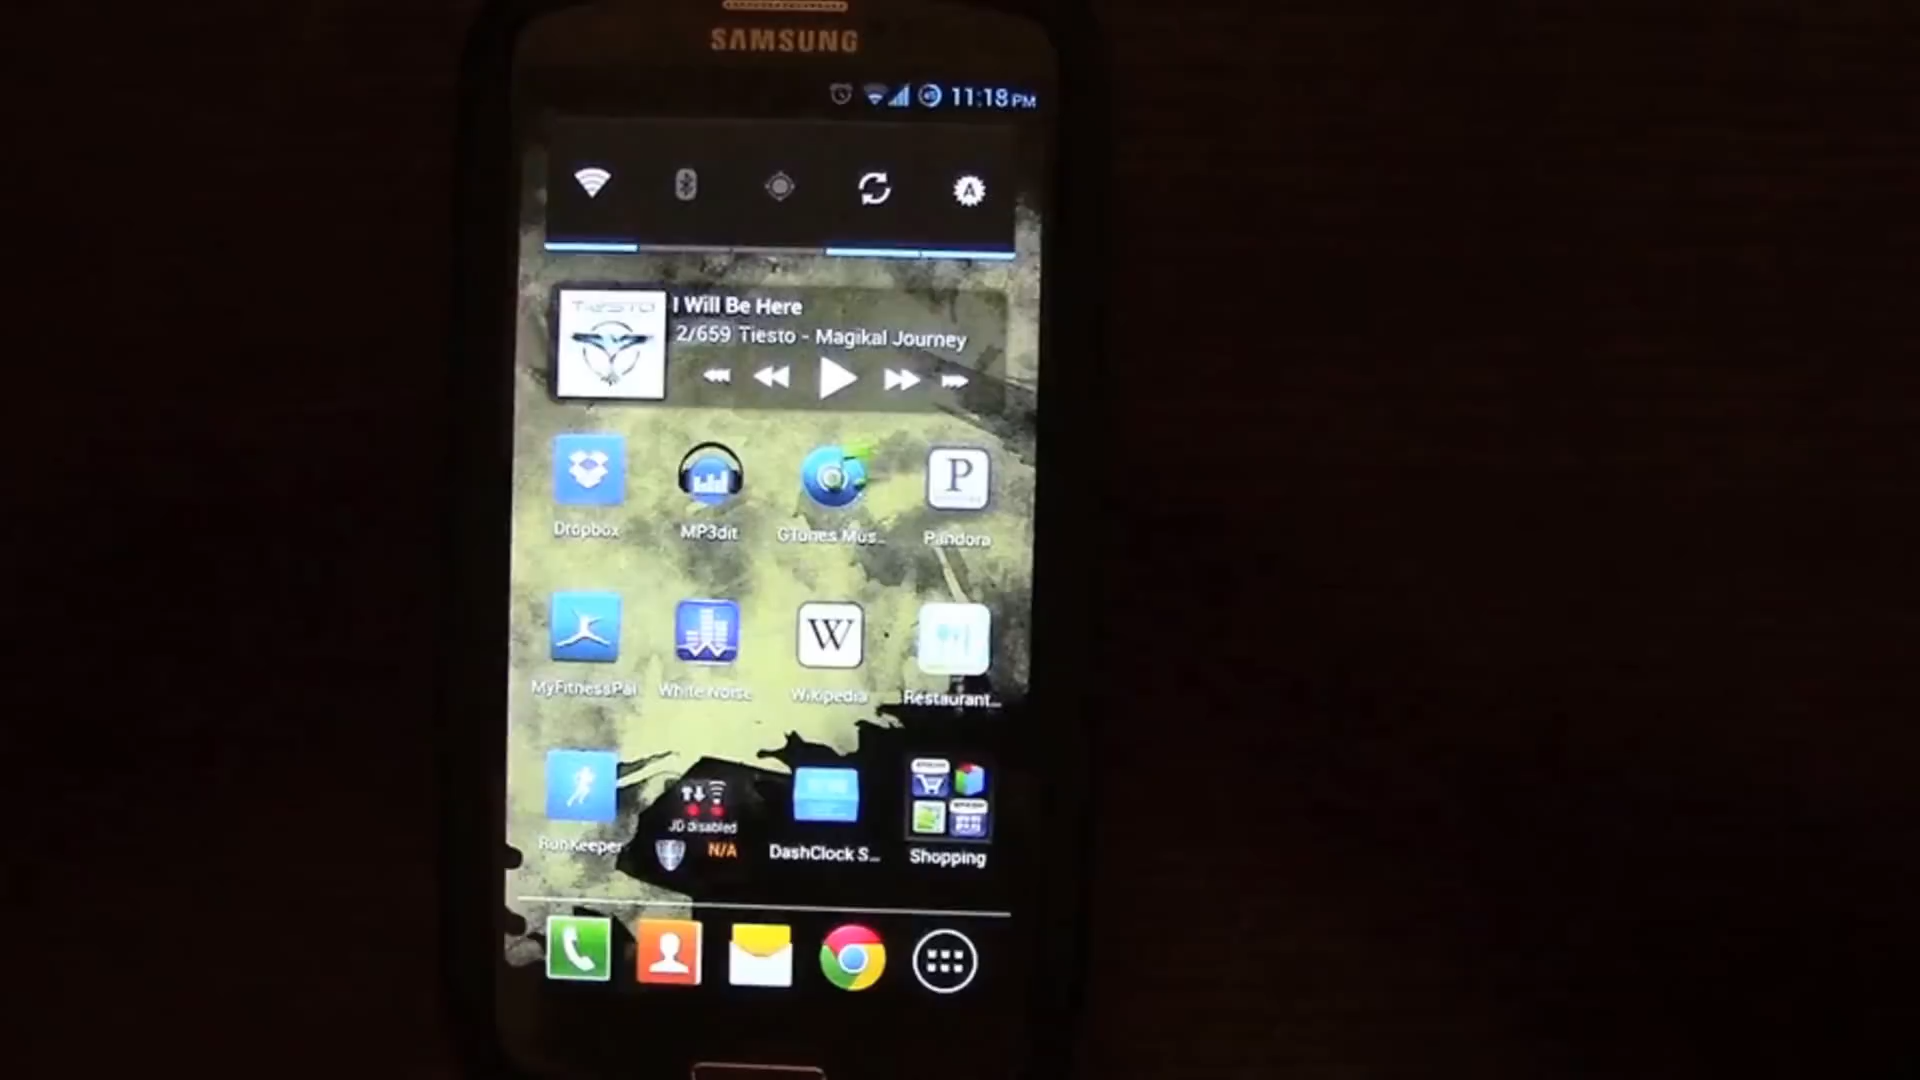 SAMSUNG
11:18 PM
A
TIËSTO
I Will Be Here
2/659 Tiesto - Magikal Journey
P
Dropbox
MP3dit
GTunes Mus...
Pandora
W
MyFitnessPal
White Noise
Wikipedia
Restaurant...
JD disabled
N/A
RunKeeper
DashClock S...
Shopping